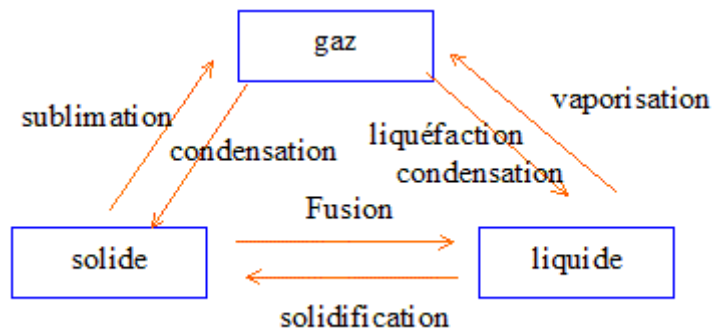 gaz
sublimation
vaporisation
condensation
liquéfaction
condensation
Fusion
solide
liquide
solidification